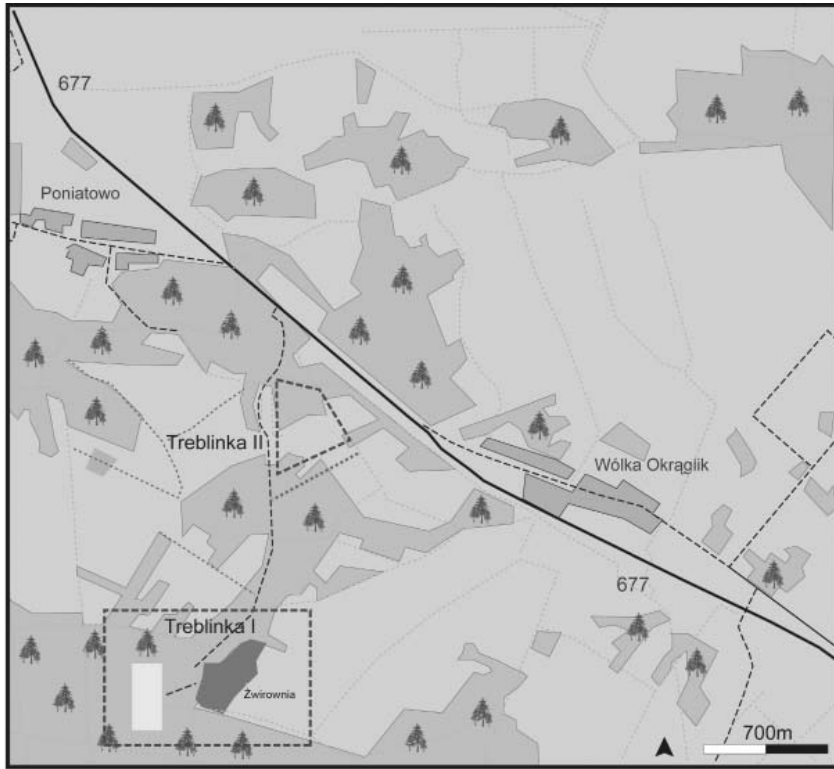 677
Poniatowo
Treblinka II
Wólka Okrąglik
677
Treblinka I
Żwirownia
700m